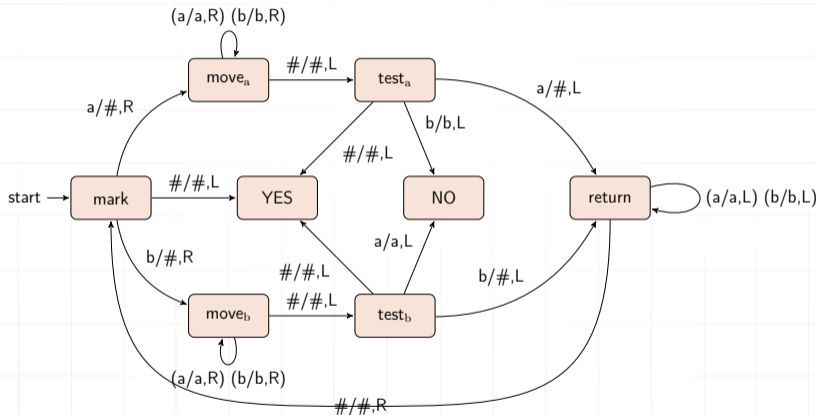 (a/a,R) (b/b,R)
move_a
#/#,L
test_a
a/#,R
a/#,L
b/b,L
#/#,L
start
mark
#/#,L
YES
NO
return
(a/a,L) (b/b,L)
b/#,R
a/a,L
#/#,L
b/#,L
move_b
#/#,L
test_b
(a/a,R) (b/b,R)
#/#,R